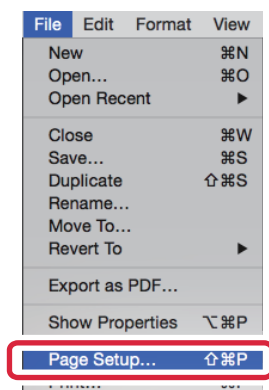 File Edit Format View
New ⌘N
Open... ⌘O
Open Recent ▶
Close ⌘W
Save... ⌘S
Duplicate ⇧⌘S
Rename...
Move To...
Revert To ▶
Export as PDF...
Show Properties ⌥⌘P
Page Setup... ⇧⌘P